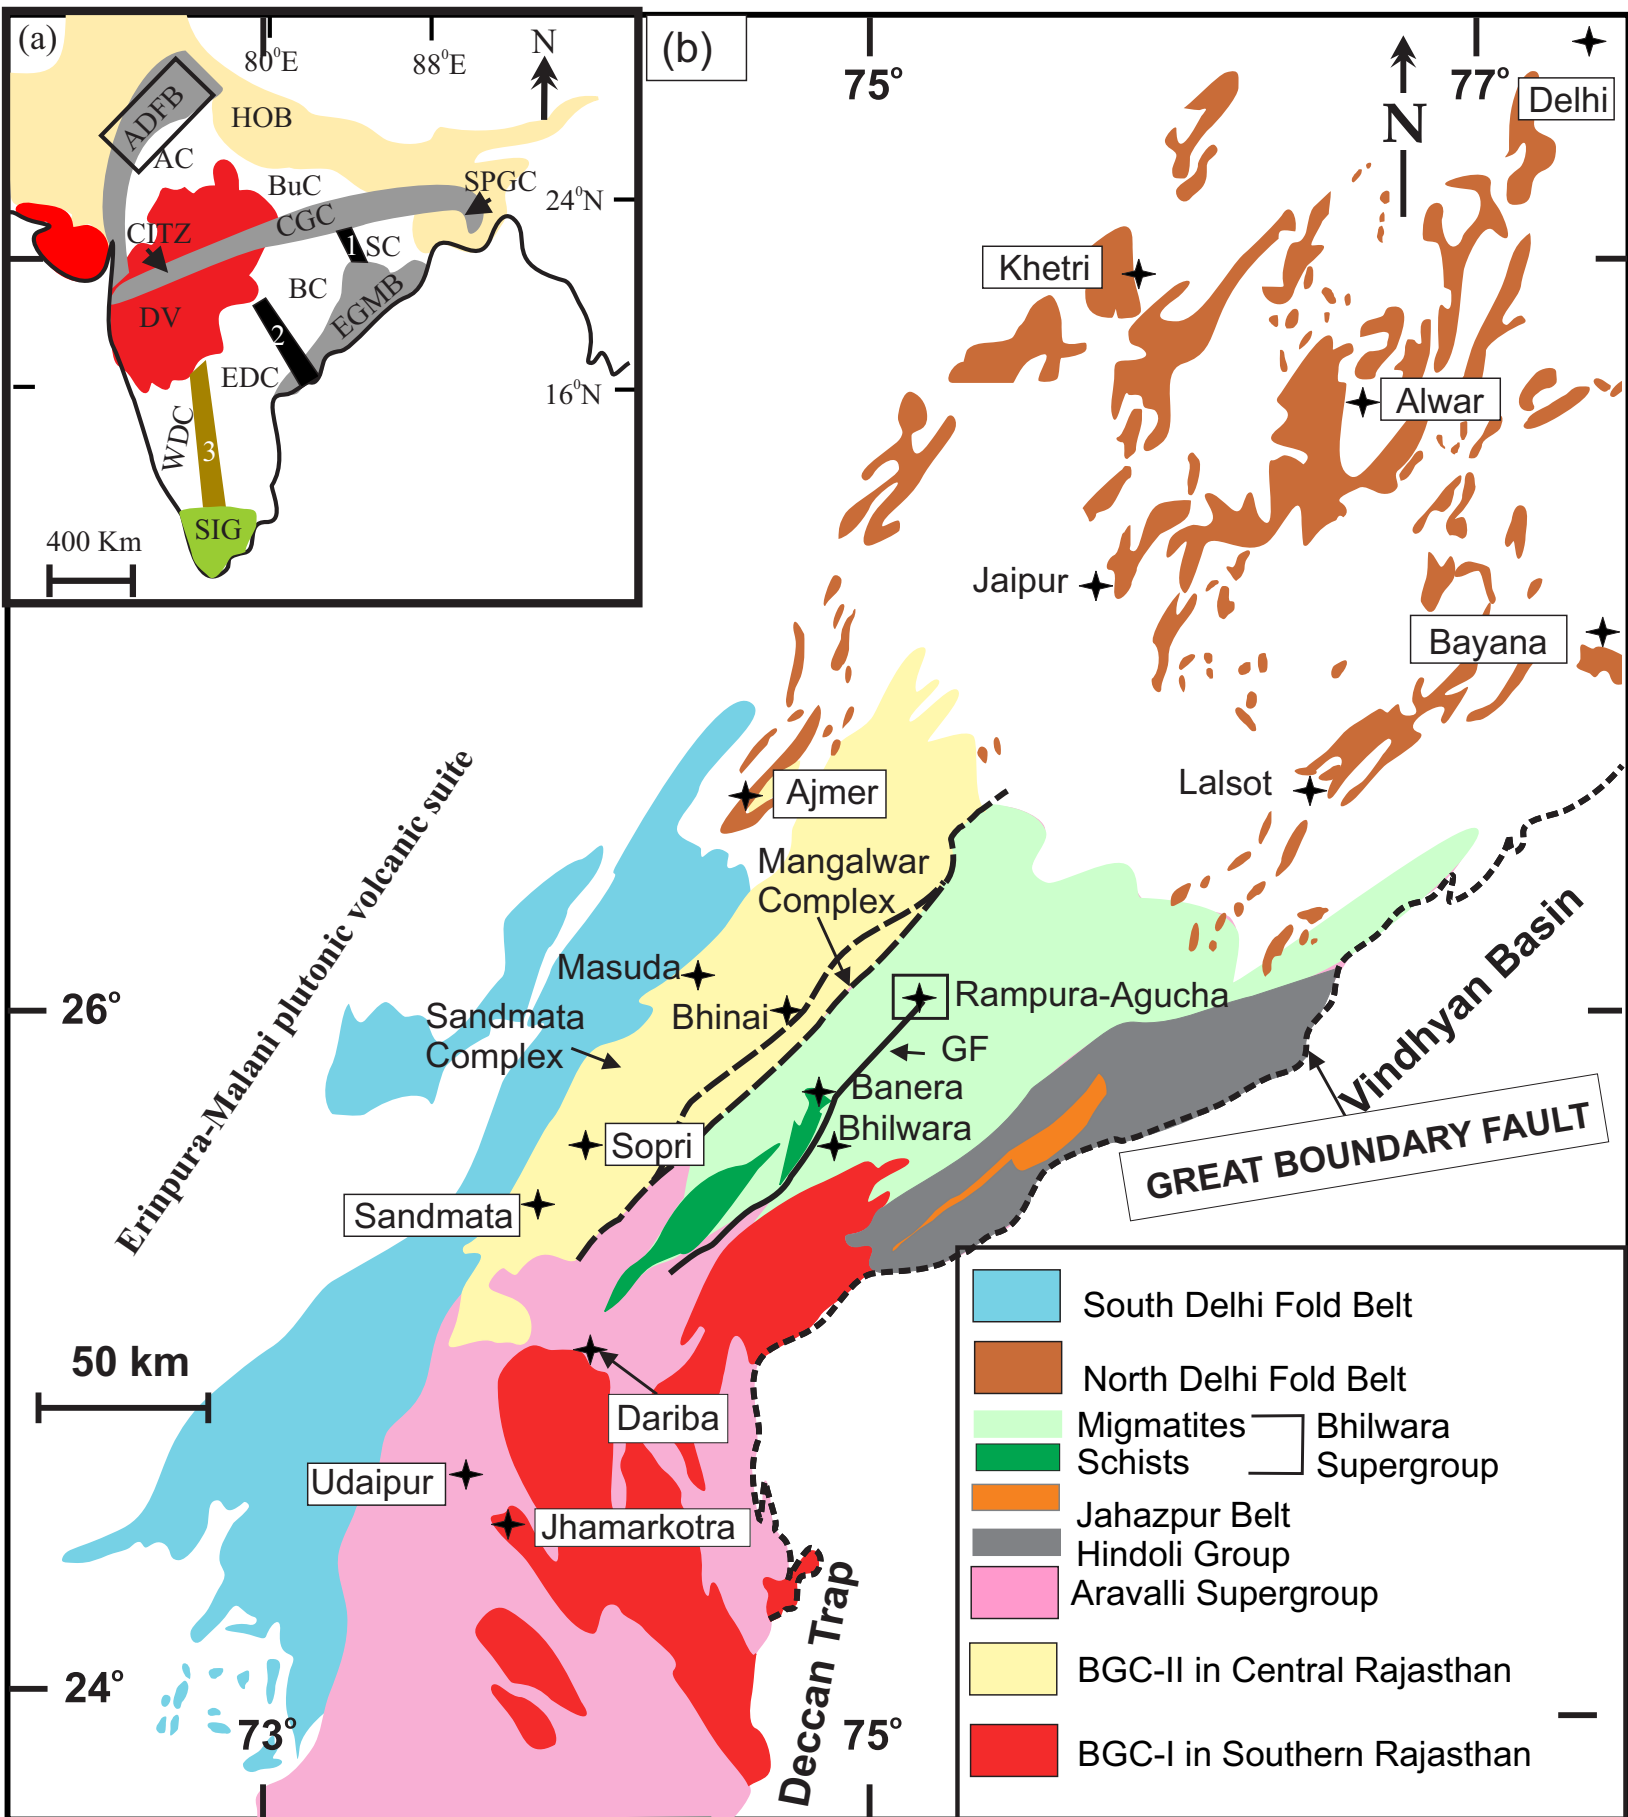 (a)
80⁰E
88⁰E
N
ADFB
HOB
AC
BuC
SPGC
24⁰N
CITZ
CGC
1
SC
BC
EGMB
DV
2
EDC
16⁰N
WDC
3
SIG
400 Km
(b)
75°
77°
N
Delhi
Khetri
Alwar
Jaipur
Bayana
Lalsot
Ajmer
Erinpura-Malani plutonic volcanic suite
Mangalwar
Complex
Masuda
Bhinai
Sandmata
Complex
Rampura-Agucha
GF
Banera
Bhilwara
Sopri
Sandmata
26°
Vindhyan Basin
GREAT BOUNDARY FAULT
50 km
Dariba
Udaipur
Jhamarkotra
Deccan Trap
24°
73°
75°
South Delhi Fold Belt
North Delhi Fold Belt
Migmatites
Schists
Bhilwara
Supergroup
Jahazpur Belt
Hindoli Group
Aravalli Supergroup
BGC-II in Central Rajasthan
BGC-I in Southern Rajasthan